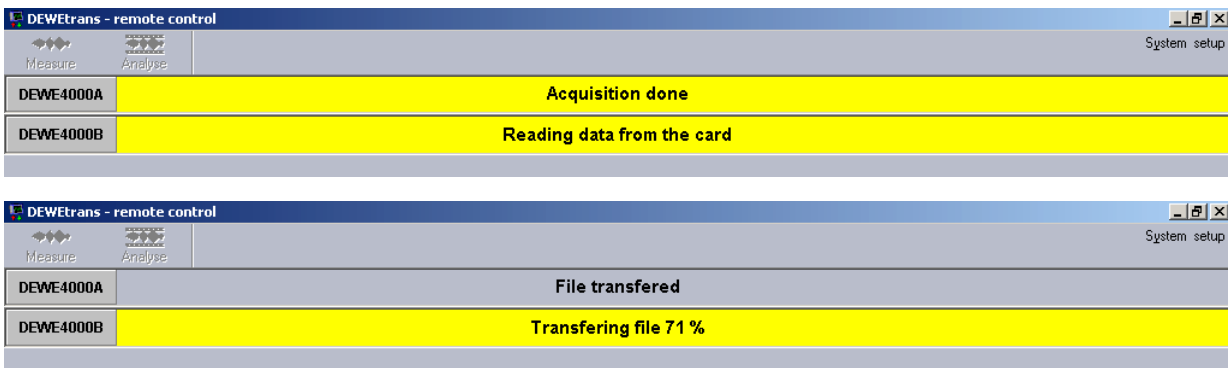 DEWEtrans - remote control
System setup
Measure Analyse
DEWE4000A Acquisition done
DEWE4000B Reading data from the card
DEWEtrans - remote control
System setup
Measure Analyse
DEWE4000A File transfered
DEWE4000B Transfering file 71 %